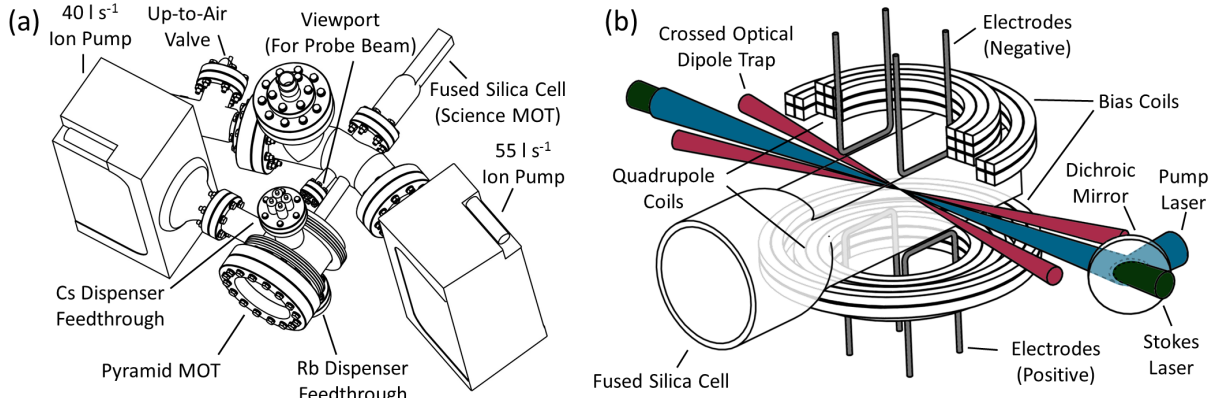 (a)
40 l s⁻¹
Ion Pump
Up-to-Air
Valve
Viewport
(For Probe Beam)
Fused Silica Cell
(Science MOT)
55 l s⁻¹
Ion Pump
Cs Dispenser
Feedthrough
Pyramid MOT
Rb Dispenser
Feedthrough
(b)
Crossed Optical
Dipole Trap
Electrodes
(Negative)
Bias Coils
Quadrupole
Coils
Dichroic
Mirror
Pump
Laser
Stokes
Laser
Electrodes
(Positive)
Fused Silica Cell